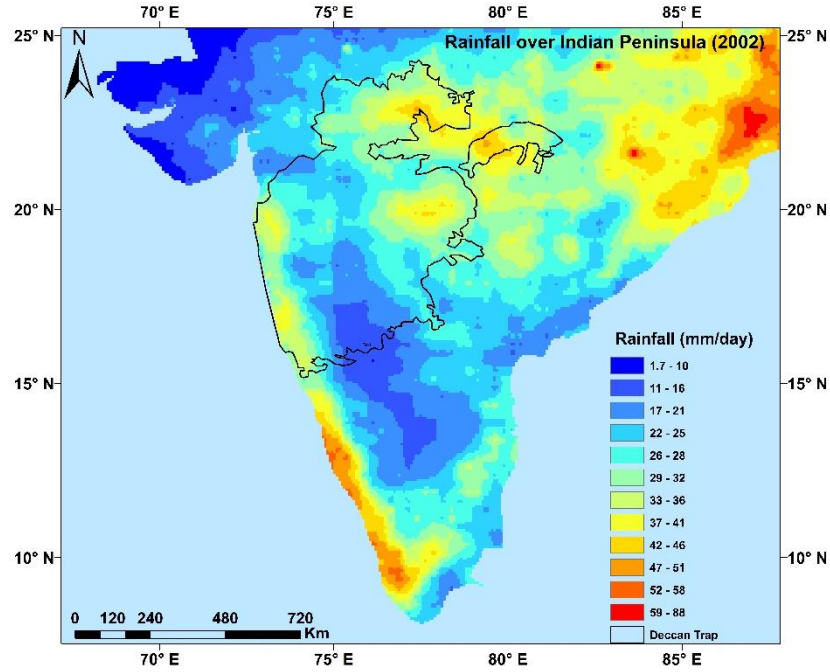 70° E 75° E 80° E 85° E
25° N N Rainfall over Indian Peninsula (2002) 25° N
20° N 20° N
15° N 15° N
10° N 10° N
Rainfall (mm/day)
1.7 - 10
11 - 16
17 - 21
22 - 25
26 - 28
29 - 32
33 - 36
37 - 41
42 - 46
47 - 51
52 - 58
59 - 88
Deccan Trap
0 120 240 480 720
Km
70° E 75° E 80° E 85° E